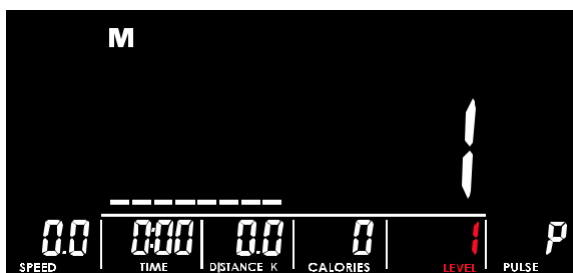 M
1
0.0 0:00 0.0 0 1 P
SPEED TIME DISTANCE K CALORIES LEVEL PULSE